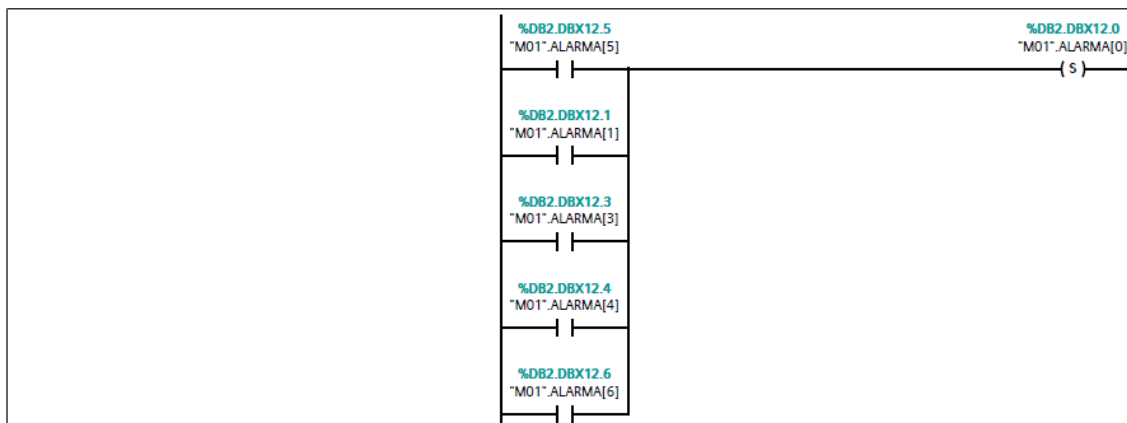 %DB2.DBX12.5
"M01".ALARMA[5]
%DB2.DBX12.0
"M01".ALARMA[0]
S
%DB2.DBX12.1
"M01".ALARMA[1]
%DB2.DBX12.3
"M01".ALARMA[3]
%DB2.DBX12.4
"M01".ALARMA[4]
%DB2.DBX12.6
"M01".ALARMA[6]